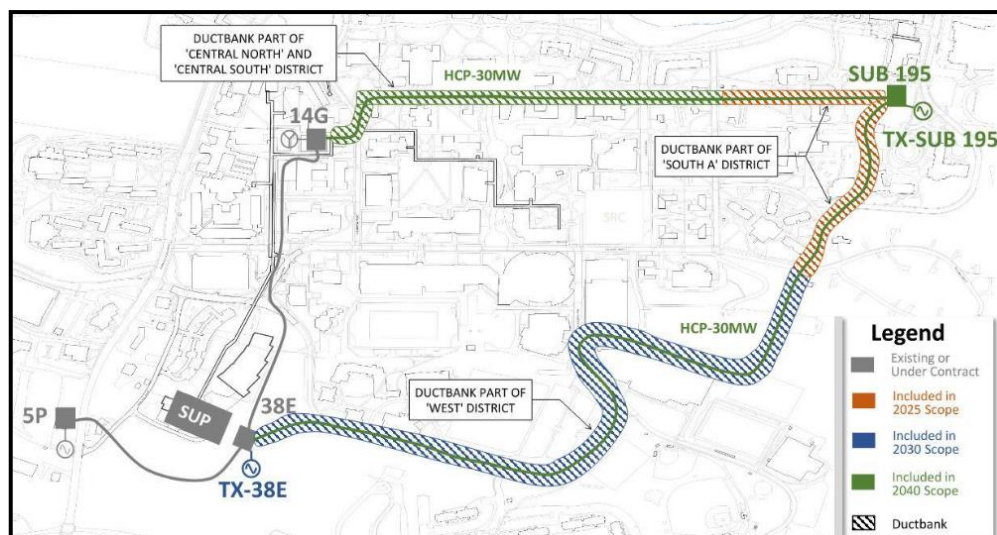 DUCTBANK PART OF
'CENTRAL NORTH' AND
'CENTRAL SOUTH' DISTRICT
HCP-30MW
SUB 195
TX-SUB 195
14G
DUCTBANK PART OF
'SOUTH A' DISTRICT
SRC
HCP-30MW
DUCTBANK PART OF
'WEST' DISTRICT
5P
SUP
38E
TX-38E
Legend
Existing or
Under Contract
Included in
2025 Scope
Included in
2030 Scope
Included in
2040 Scope
Ductbank